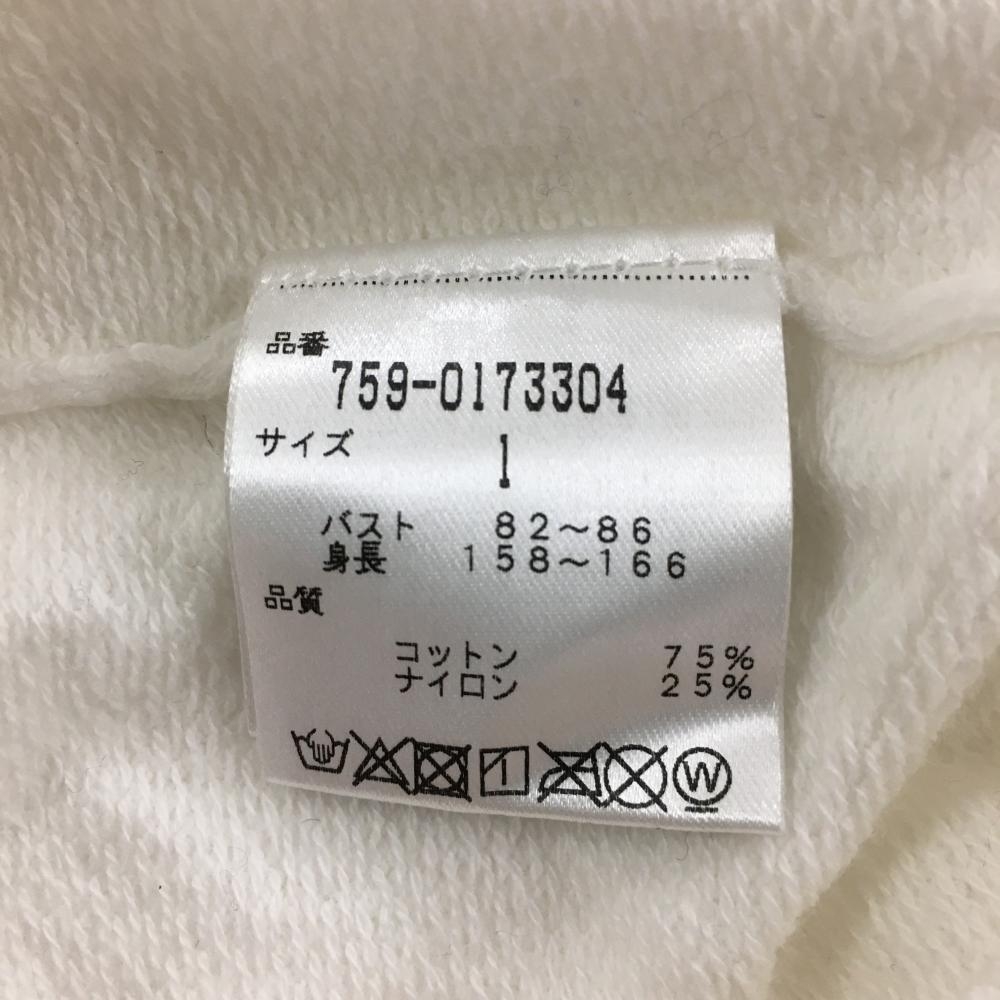 品番
759-0173304
サイズ 1
バスト 82～86
身長 158～166
品質
コットン 75%
ナイロン 25%
1 W